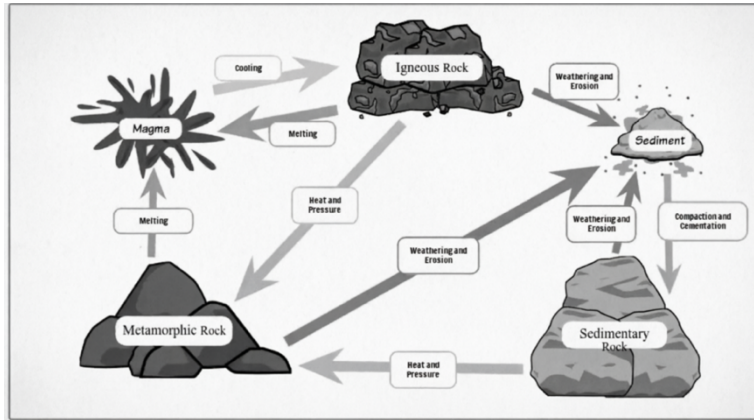 Igneous Rock
Cooling
Weathering and
Erosion
Magma
Melting
Sediment
Heat and
Pressure
Melting
Weathering and
Erosion
Weathering and
Erosion
Compaction and
Cementation
Metamorphic Rock
Sedimentary
Rock
Heat and
Pressure